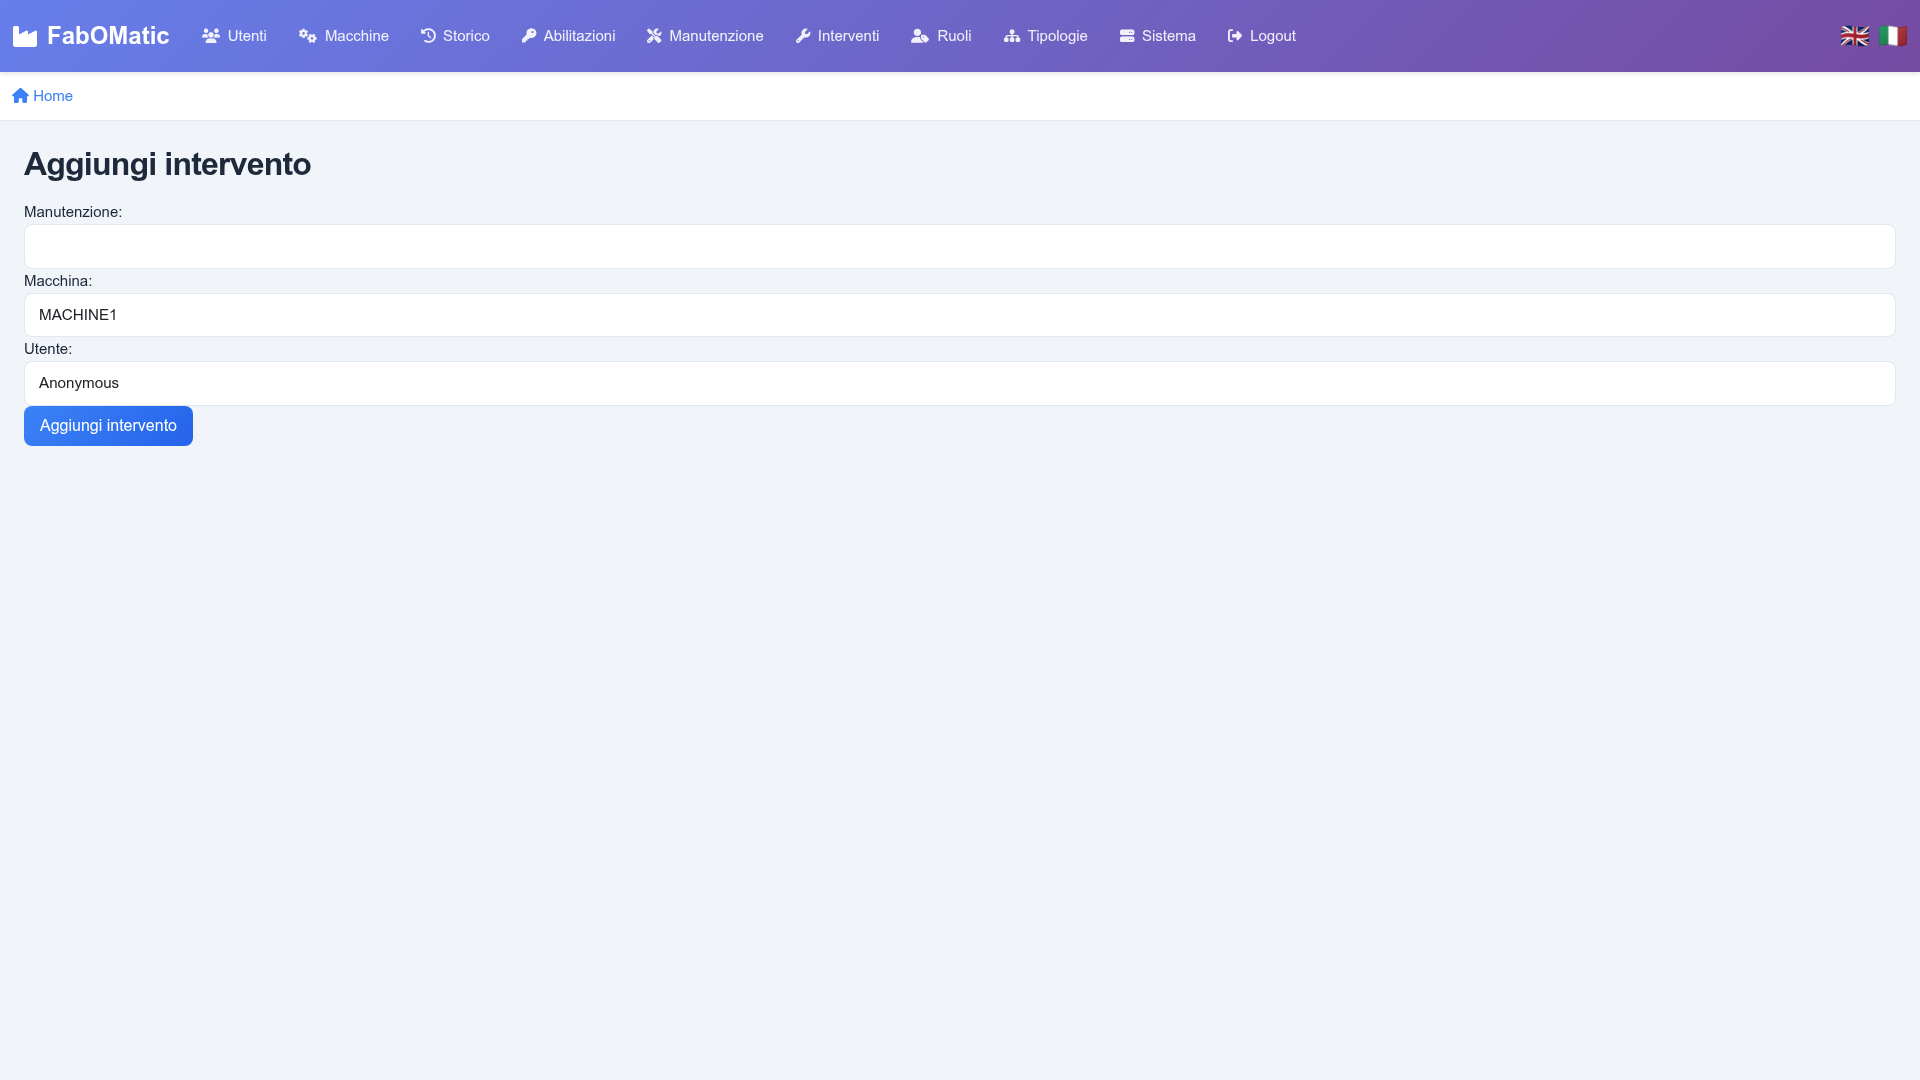 FabOMatic Utenti Macchine Storico Abilitazioni Manutenzione Interventi Ruoli Tipologie Sistema Logout
Home
Aggiungi intervento
Manutenzione:
Macchina:
MACHINE1
Utente:
Anonymous
Aggiungi intervento